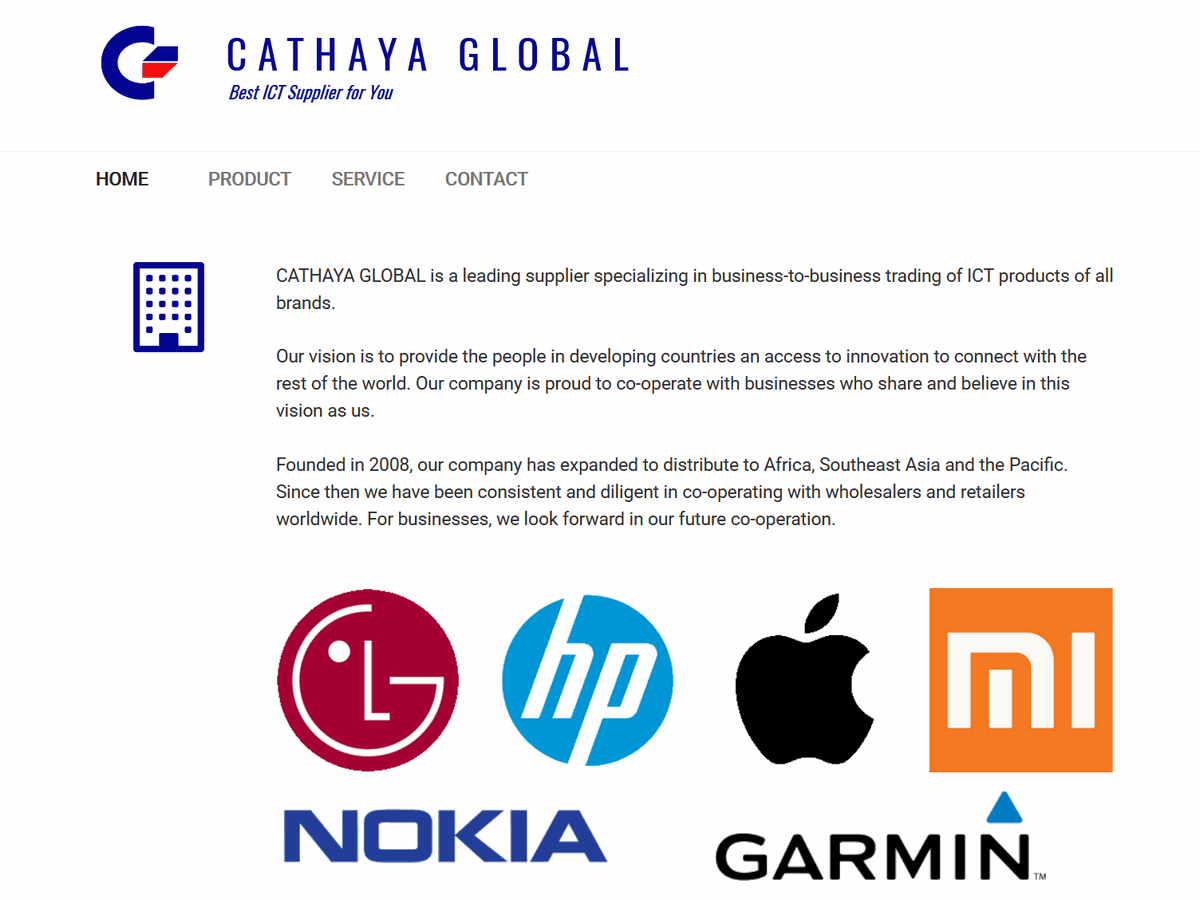 CATHAYA GLOBAL
Best ICT Supplier for You
HOME PRODUCT SERVICE CONTACT
CATHAYA GLOBAL is a leading supplier specializing in business-to-business trading of ICT products of all
brands.
Our vision is to provide the people in developing countries an access to innovation to connect with the
rest of the world. Our company is proud to co-operate with businesses who share and believe in this
vision as us.
Founded in 2008, our company has expanded to distribute to Africa, Southeast Asia and the Pacific.
Since then we have been consistent and diligent in co-operating with wholesalers and retailers
worldwide. For businesses, we look forward in our future co-operation.
LG hp MI
NOKIA GARMIN™